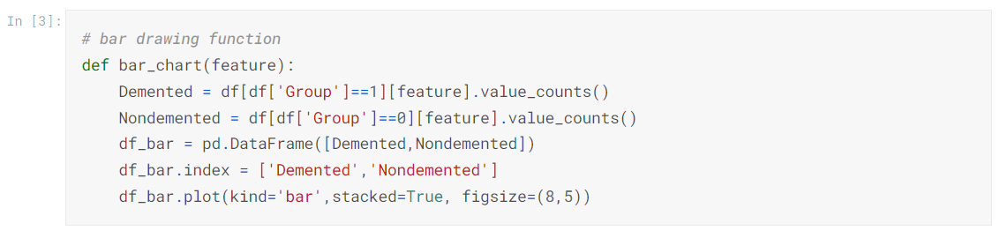 In [3]:
# bar drawing function
def bar_chart(feature):
    Demented = df[df['Group']==1][feature].value_counts()
    Nondemented = df[df['Group']==0][feature].value_counts()
    df_bar = pd.DataFrame([Demented,Nondemented])
    df_bar.index = ['Demented','Nondemented']
    df_bar.plot(kind='bar',stacked=True, figsize=(8,5))